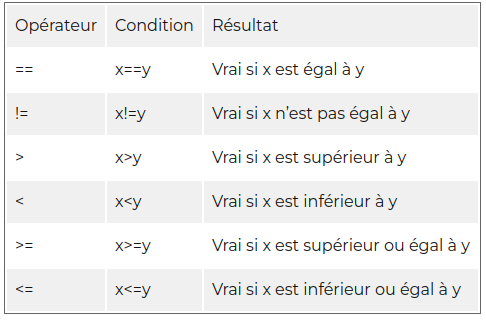 Opérateur Condition Résultat
== x==y Vrai si x est égal à y
!= x!=y Vrai si x n’est pas égal à y
> x>y Vrai si x est supérieur à y
< x<y Vrai si x est inférieur à y
>= x>=y Vrai si x est supérieur ou égal à y
<= x<=y Vrai si x est inférieur ou égal à y